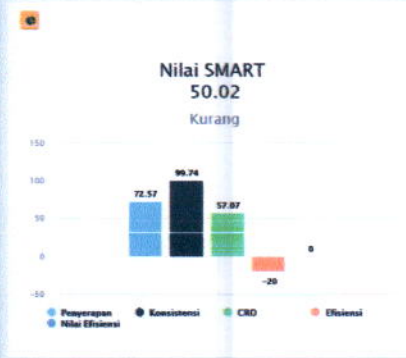 Nilai SMART
50.02
Kurang
150
100
50
0
-50
72.57
99.74
57.07
-20
0
Penyerapan
Konsistensi
CRO
Efisiensi
Nilai Efisiensi